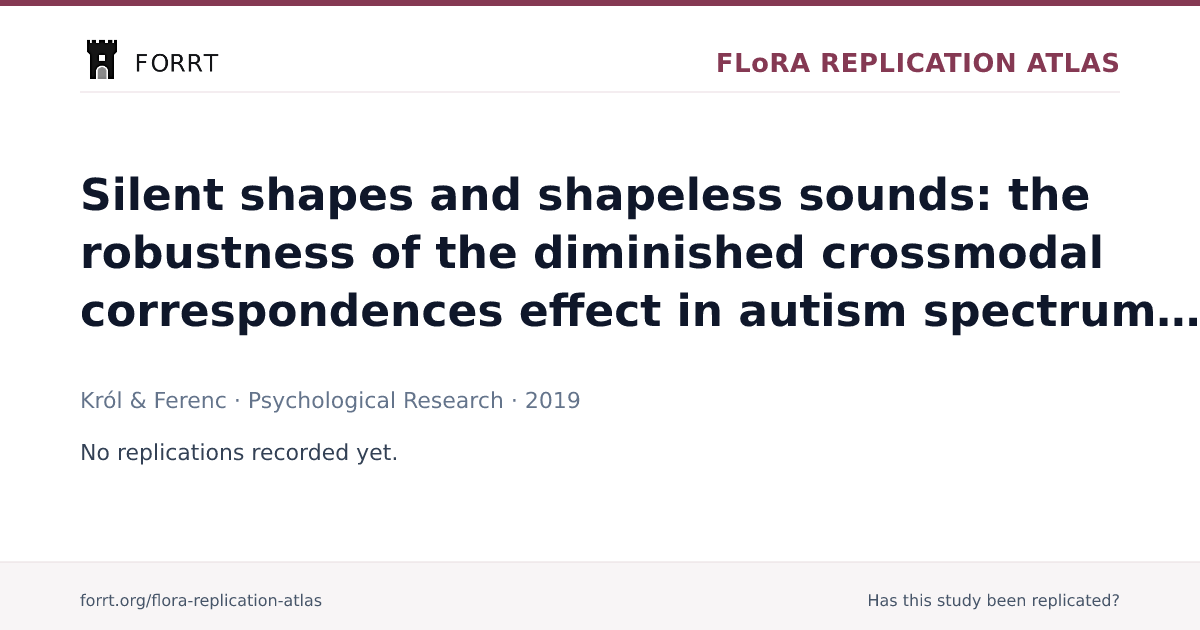 FORRT
FLoRA REPLICATION ATLAS
Silent shapes and shapeless sounds: the
robustness of the diminished crossmodal
correspondences effect in autism spectrum…
Król & Ferenc · Psychological Research · 2019
No replications recorded yet.
forrt.org/flora-replication-atlas
Has this study been replicated?